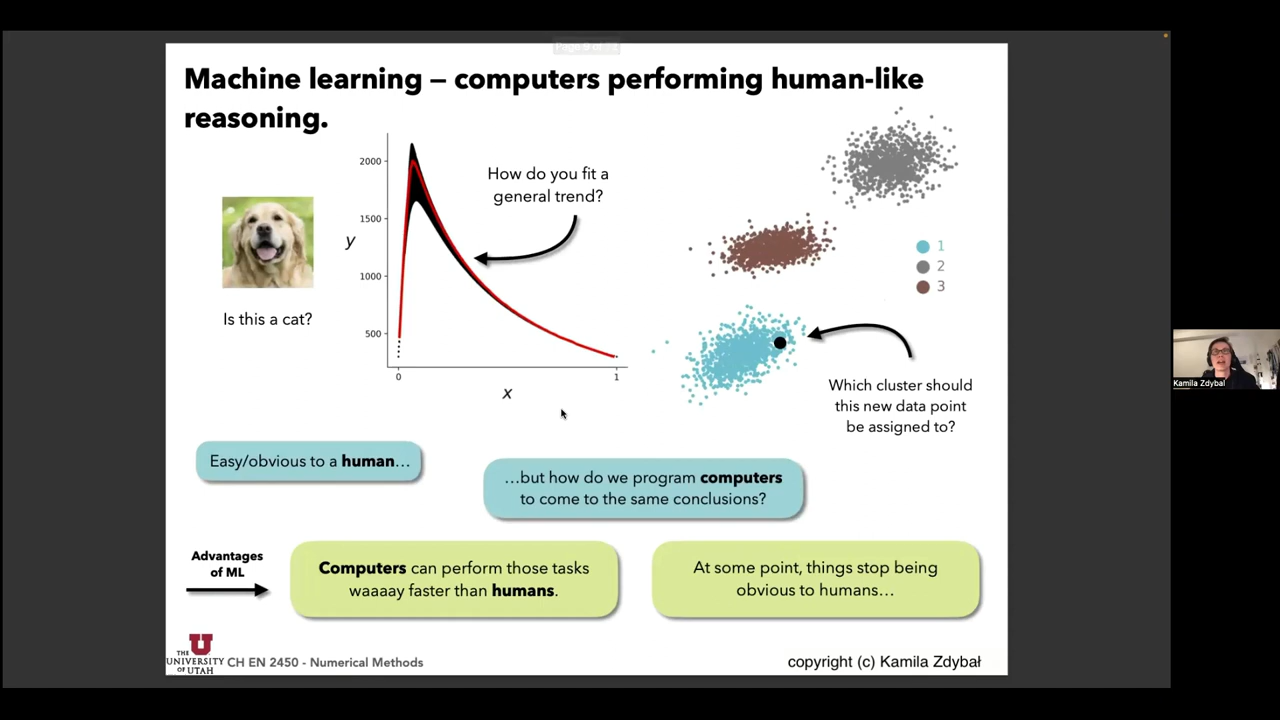 Machine learning – computers performing human-like
reasoning.
Is this a cat?
2000
1500
1000
500
y
0
1
x
How do you fit a
general trend?
1
2
3
Which cluster should
this new data point
be assigned to?
Easy/obvious to a human…
…but how do we program computers
to come to the same conclusions?
Advantages
of ML
Computers can perform those tasks
waaaay faster than humans.
At some point, things stop being
obvious to humans…
THE
U
UNIVERSITY
OF UTAH
CH EN 2450 - Numerical Methods
copyright (c) Kamila Zdybał
Kamila Zdybal